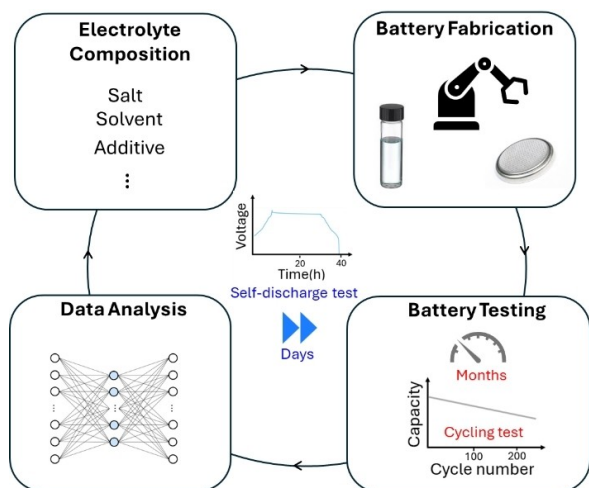 Electrolyte
Composition
Salt
Solvent
Additive
⋮
Battery Fabrication
Voltage
20
40
Time(h)
Self-discharge test
Days
Data Analysis
Battery Testing
Months
Capacity
Cycling test
100
200
Cycle number